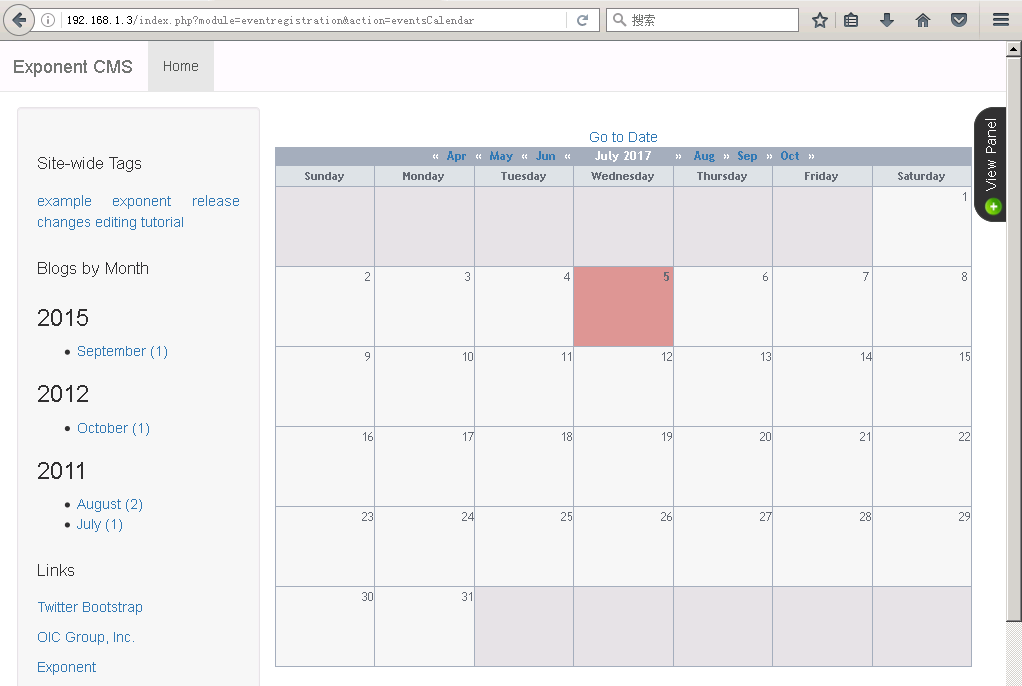 192.168.1.3/index.php?module=eventregistration&action=eventsCalendar
搜索
Exponent CMS Home
View Panel
Site-wide Tags
example exponent release
changes editing tutorial
Blogs by Month
2015
September (1)
2012
October (1)
2011
August (2)
July (1)
Links
Twitter Bootstrap
OIC Group, Inc.
Exponent
Go to Date
« Apr « May « Jun « July 2017 » Aug » Sep » Oct »
Sunday Monday Tuesday Wednesday Thursday Friday Saturday
1
2 3 4 5 6 7 8
9 10 11 12 13 14 15
16 17 18 19 20 21 22
23 24 25 26 27 28 29
30 31